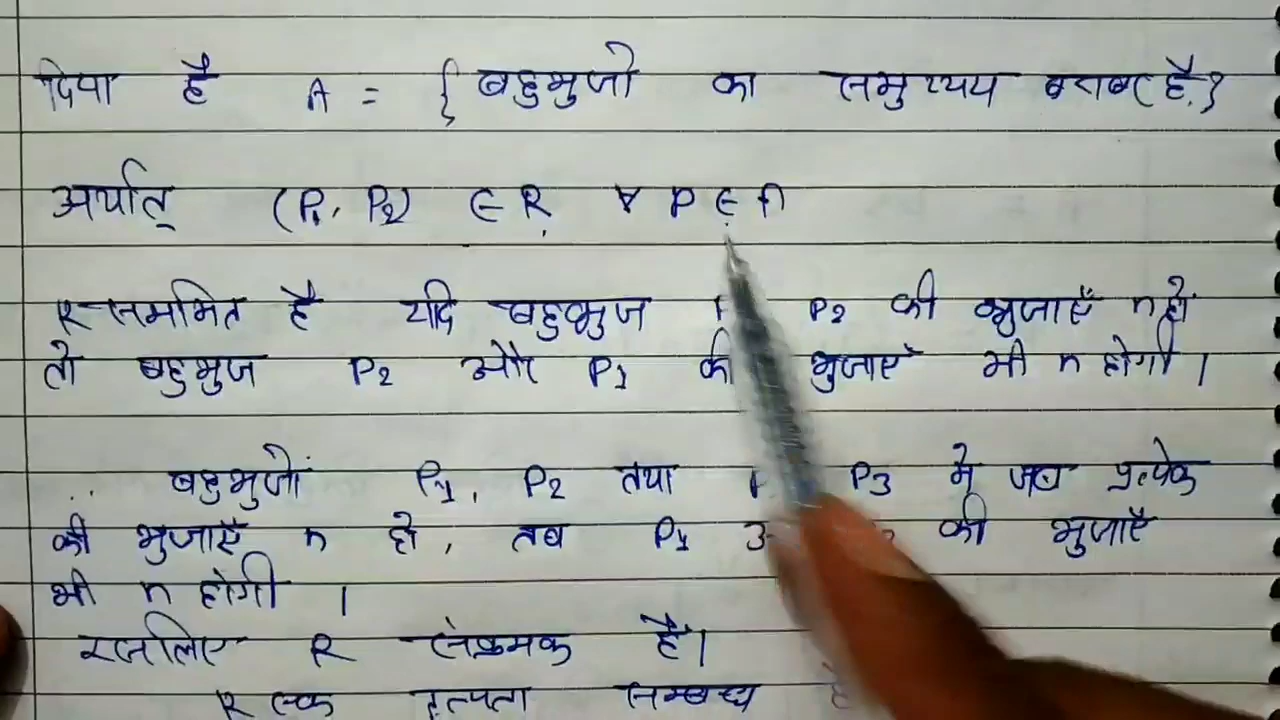 दिया है A = { बहुभुजो का समुच्चय बराबर है }
अर्थात् (P1, P2) ∈ R ∀ P ∈ A
R सममित है यदि बहुभुज P2 की भुजाएँ n हो
तो बहुभुज P2 और P1 की भुजाएँ भी n होगी ।
∴ बहुभुजों P1, P2 तथा P3 मे जब प्रत्येक
की भुजाएँ n हो , तब P1 की भुजाएँ
भी n होगी ।
इसलिए R संक्रमक है।
R एक तुल्यता सम्बन्ध